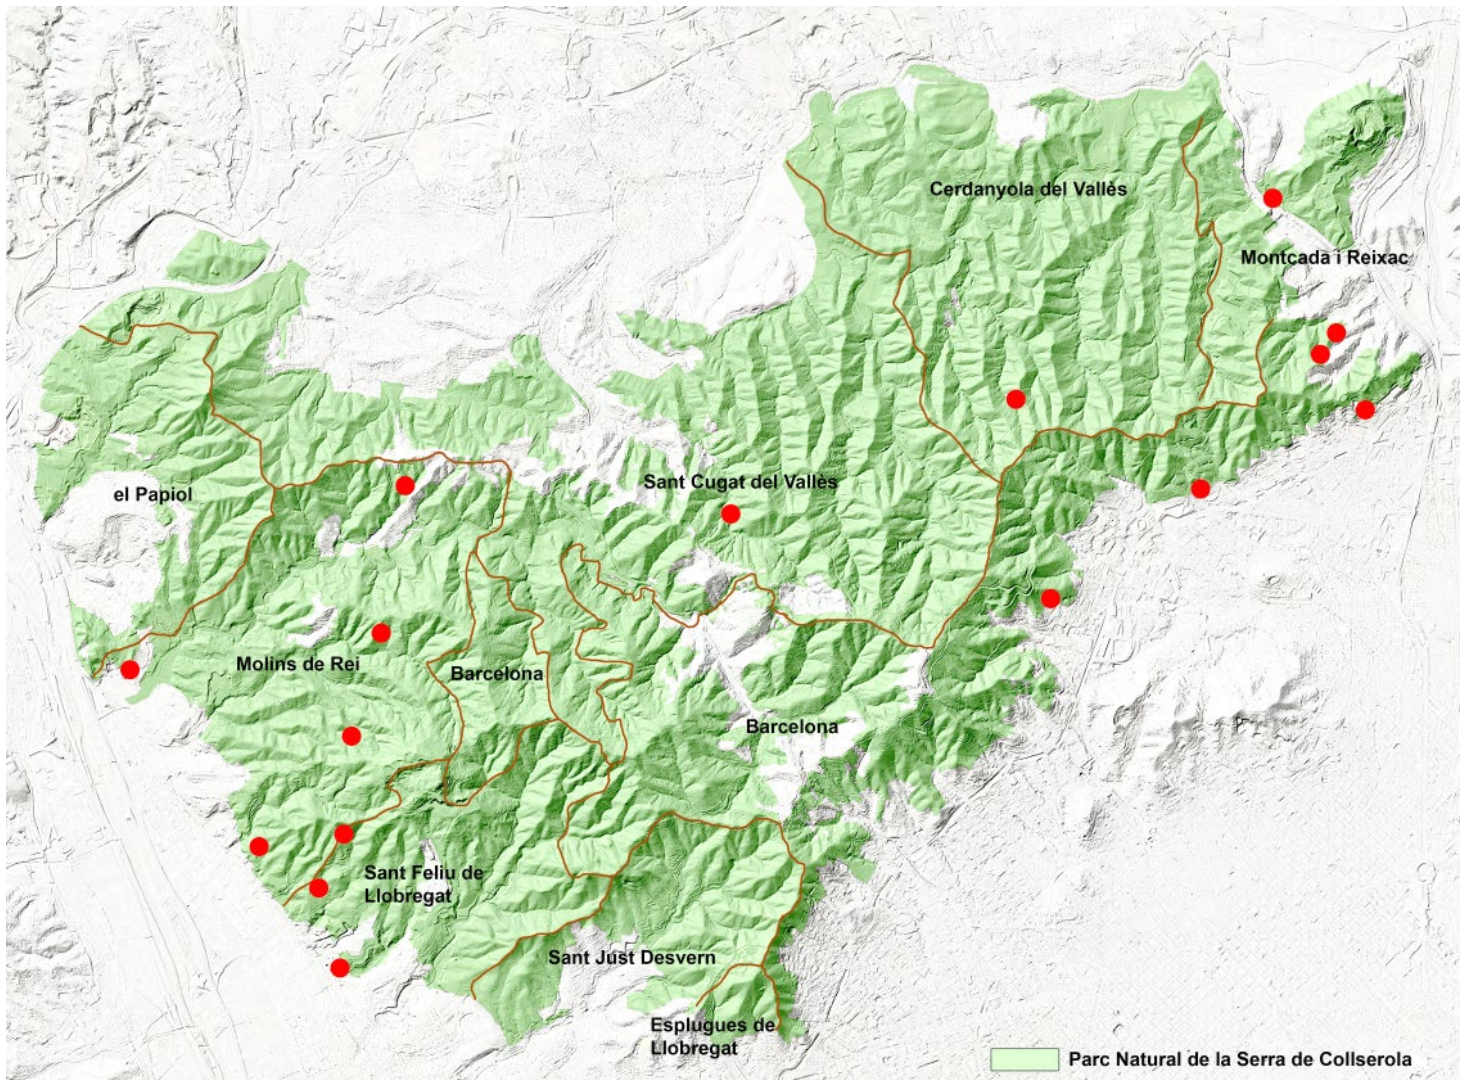 Cerdanyola del Vallès
Montcada i Reixac
Sant Cugat del Vallès
el Papiol
Molins de Rei
Barcelona
Barcelona
Sant Feliu de
Llobregat
Sant Just Desvern
Esplugues de
Llobregat
Parc Natural de la Serra de Collserola